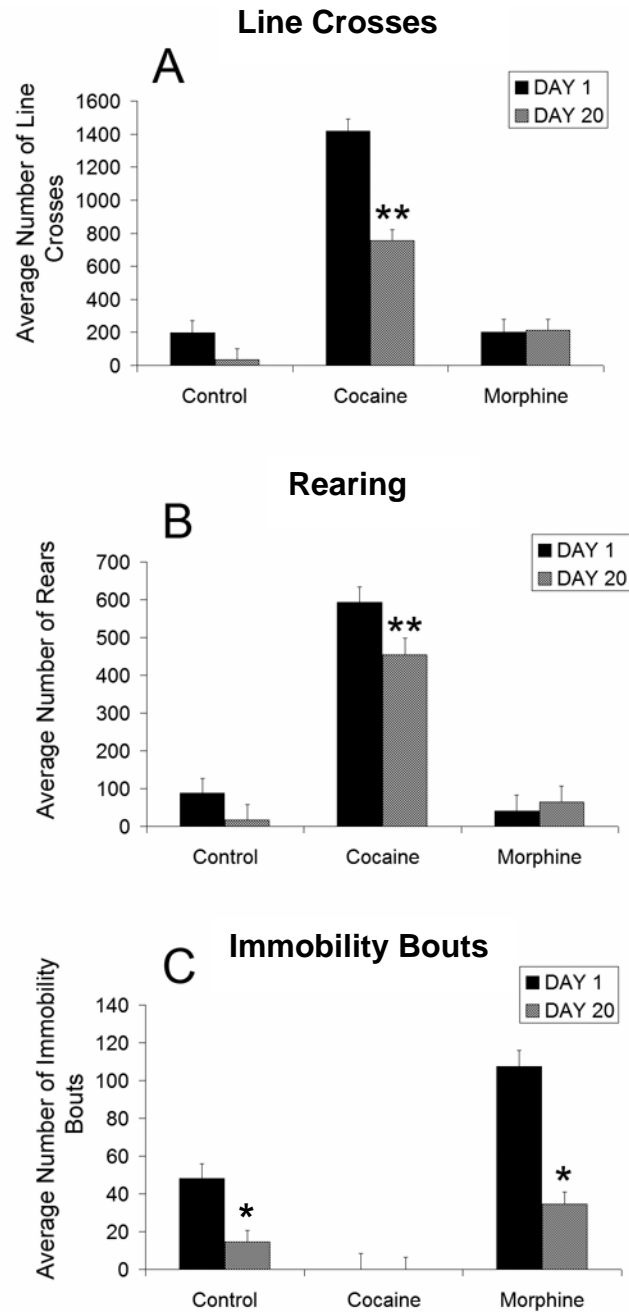 Line Crosses
A
DAY 1
DAY 20
Average Number of Line
Crosses
1600
1400
1200
1000
800
600
400
200
0
**
Control Cocaine Morphine
Rearing
B
DAY 1
DAY 20
Average Number of Rears
700
600
500
400
300
200
100
0
**
Control Cocaine Morphine
Immobility Bouts
C
DAY 1
DAY 20
Average Number of Immobility
Bouts
140
120
100
80
60
40
20
0
*
*
Control Cocaine Morphine